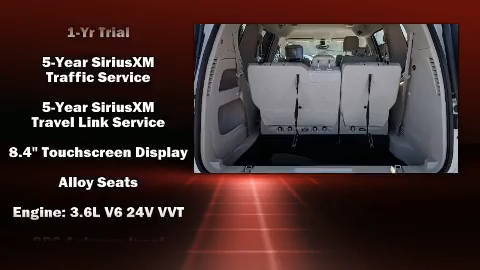 1-Yr Trial
5-Year SiriusXM
Traffic Service
5-Year SiriusXM
Travel Link Service
8.4" Touchscreen Display
Alloy Seats
Engine: 3.6L V6 24V VVT